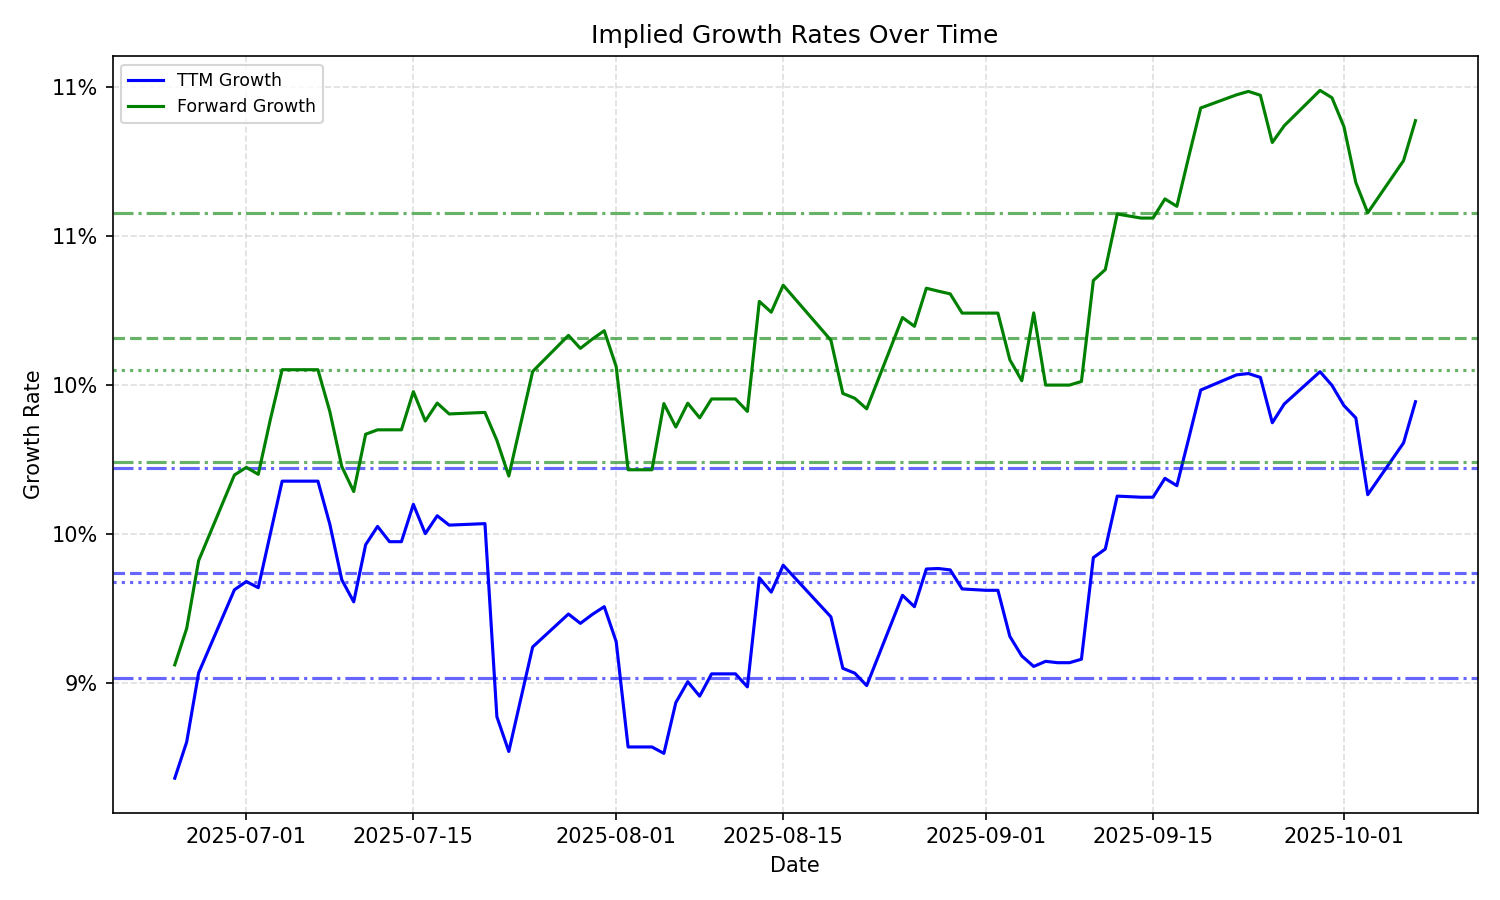 Implied Growth Rates Over Time
TTM Growth
Forward Growth
11%
11%
10%
10%
9%
Growth Rate
2025-07-01
2025-07-15
2025-08-01
2025-08-15
2025-09-01
2025-09-15
2025-10-01
Date